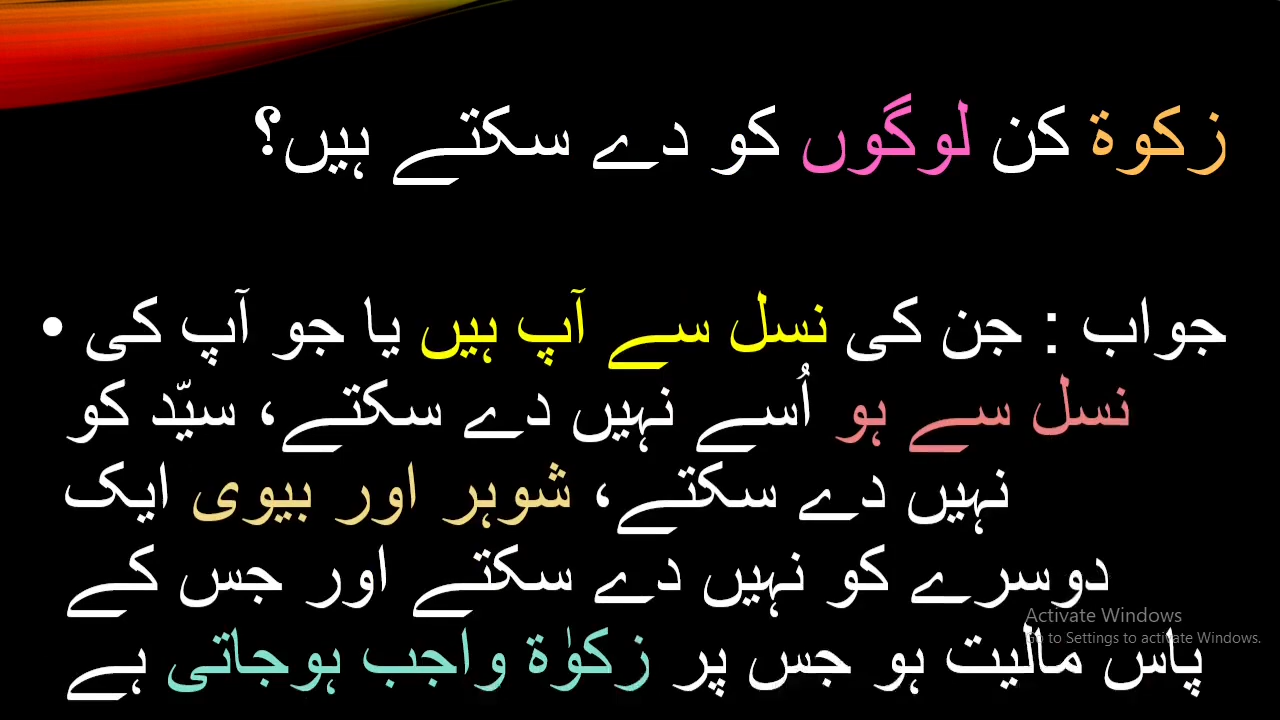 زکوة کن لوگوں کو دے سکتے ہیں؟
• جواب : جن کی نسل سے آپ ہیں یا جو آپ کی
نسل سے ہو اُسے نہیں دے سکتے، سیّد کو
نہیں دے سکتے، شوہر اور بیوی ایک
دوسرے کو نہیں دے سکتے اور جس کے
پاس مالیت ہو جس پر زکوٰة واجب ہوجاتی ہے
Activate Windows
Go to Settings to activate Windows.